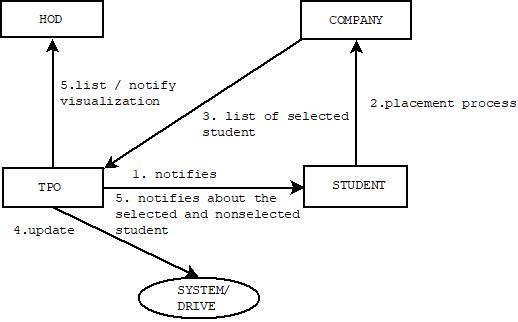 HOD
COMPANY
5.list / notify
visualization
2.placement process
3. list of selected
student
1. notifies
TPO
STUDENT
5. notifies about the
selected and nonselected
student
4.update
SYSTEM/
DRIVE